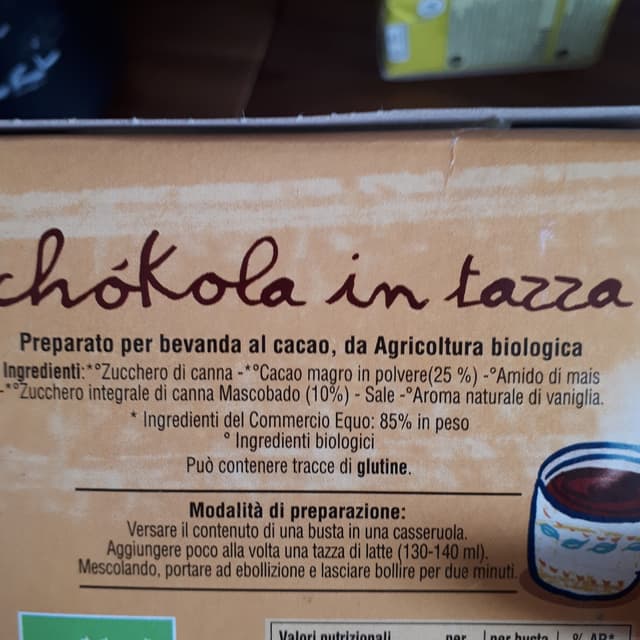 chóKola in tazza
Preparato per bevanda al cacao, da Agricoltura biologica
Ingredienti:*°Zucchero di canna -*°Cacao magro in polvere(25 %) -°Amido di mais
-*°Zucchero integrale di canna Mascobado (10%) - Sale -°Aroma naturale di vaniglia.
* Ingredienti del Commercio Equo: 85% in peso
° Ingredienti biologici
Può contenere tracce di glutine.
Modalità di preparazione:
Versare il contenuto di una busta in una casseruola.
Aggiungere poco alla volta una tazza di latte (130-140 ml).
Mescolando, portare ad ebollizione e lasciare bollire per due minuti.
Valori nutrizionali per per busta % AR*